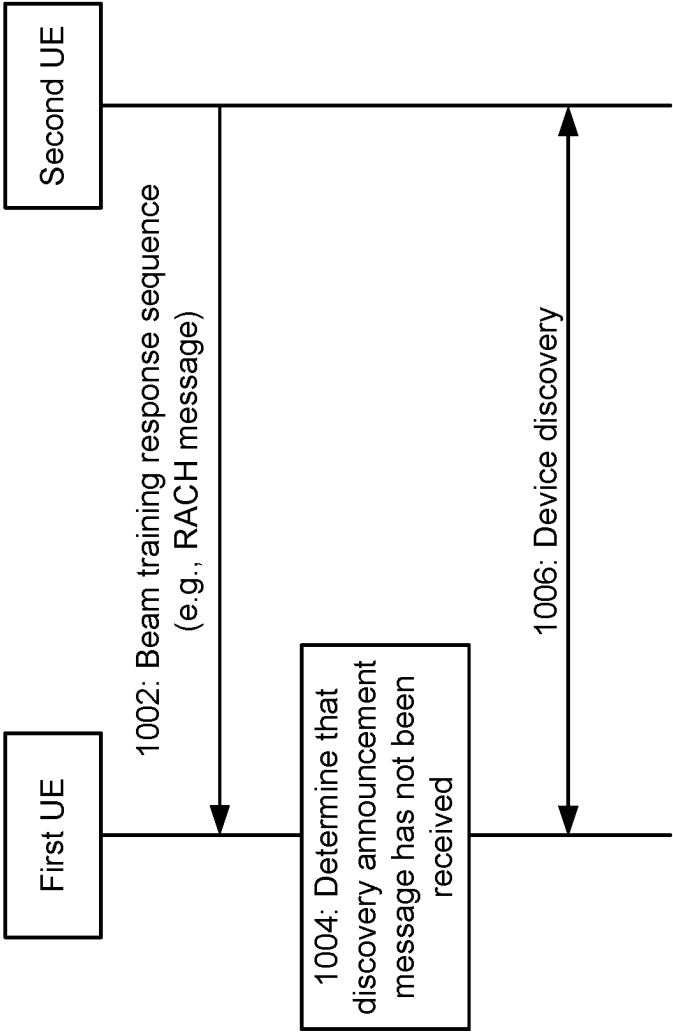 First UE
Second UE
1002: Beam training response sequence
(e.g., RACH message)
1004: Determine that
discovery announcement
message has not been
received
1006: Device discovery